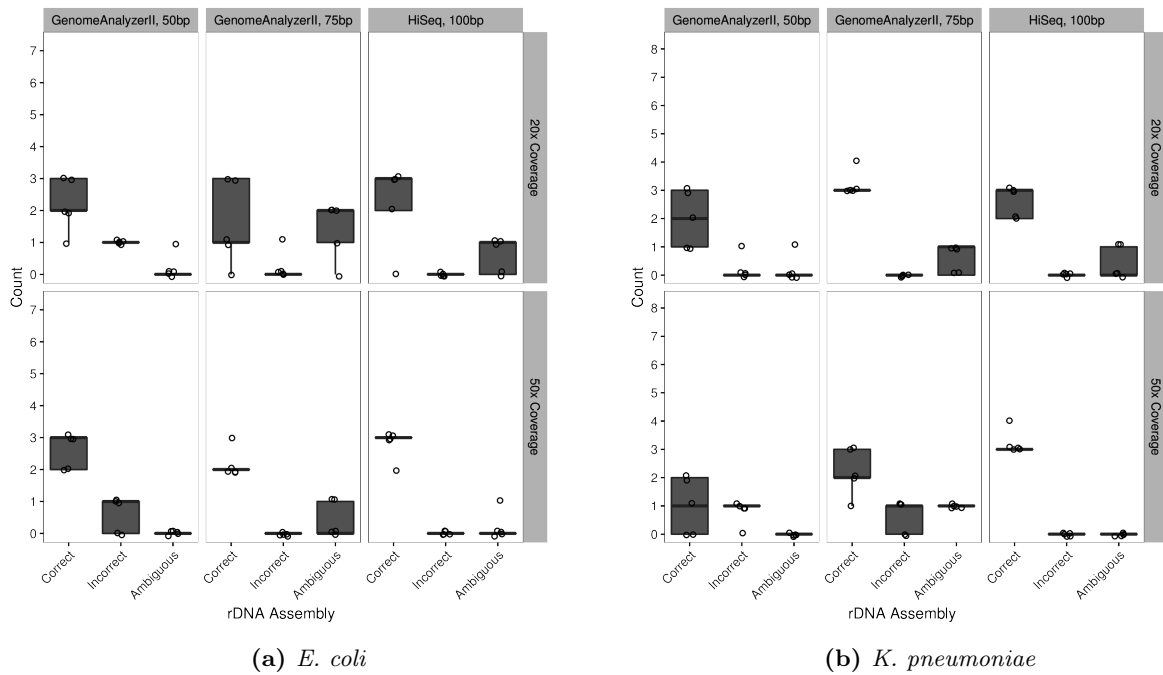 GenomeAnalyzerII, 50bp GenomeAnalyzerII, 75bp HiSeq, 100bp
7
6
5
4
3
2
1
0
20x Coverage
Count
7
6
5
4
3
2
1
0
50x Coverage
Correct Incorrect Ambiguous Correct Incorrect Ambiguous Correct Incorrect Ambiguous
rDNA Assembly
(a) E. coli
GenomeAnalyzerII, 50bp GenomeAnalyzerII, 75bp HiSeq, 100bp
8
7
6
5
4
3
2
1
0
20x Coverage
Count
8
7
6
5
4
3
2
1
0
50x Coverage
Correct Incorrect Ambiguous Correct Incorrect Ambiguous Correct Incorrect Ambiguous
rDNA Assembly
(b) K. pneumoniae